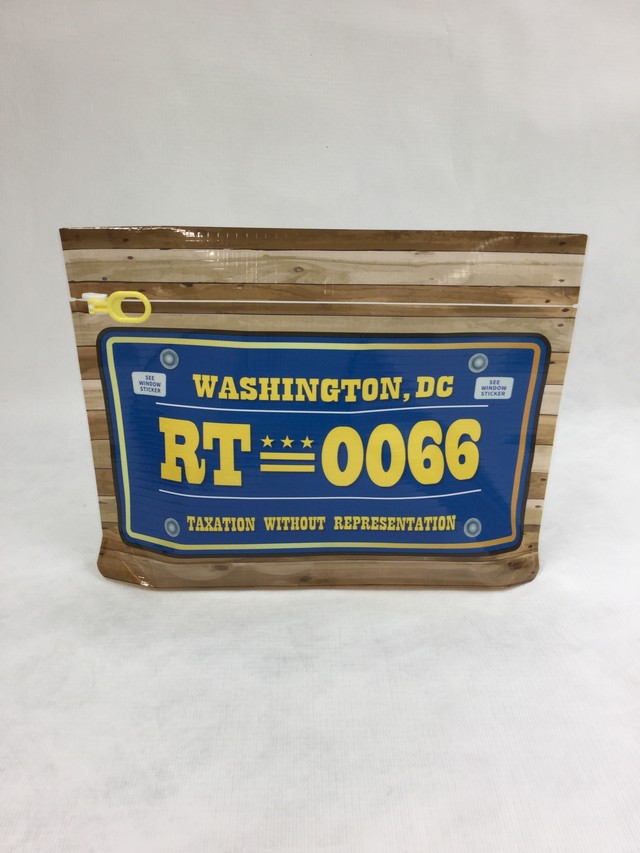 WASHINGTON, DC
SEE
WINDOW
STICKER
SEE
WINDOW
STICKER
RT 0066
TAXATION WITHOUT REPRESENTATION